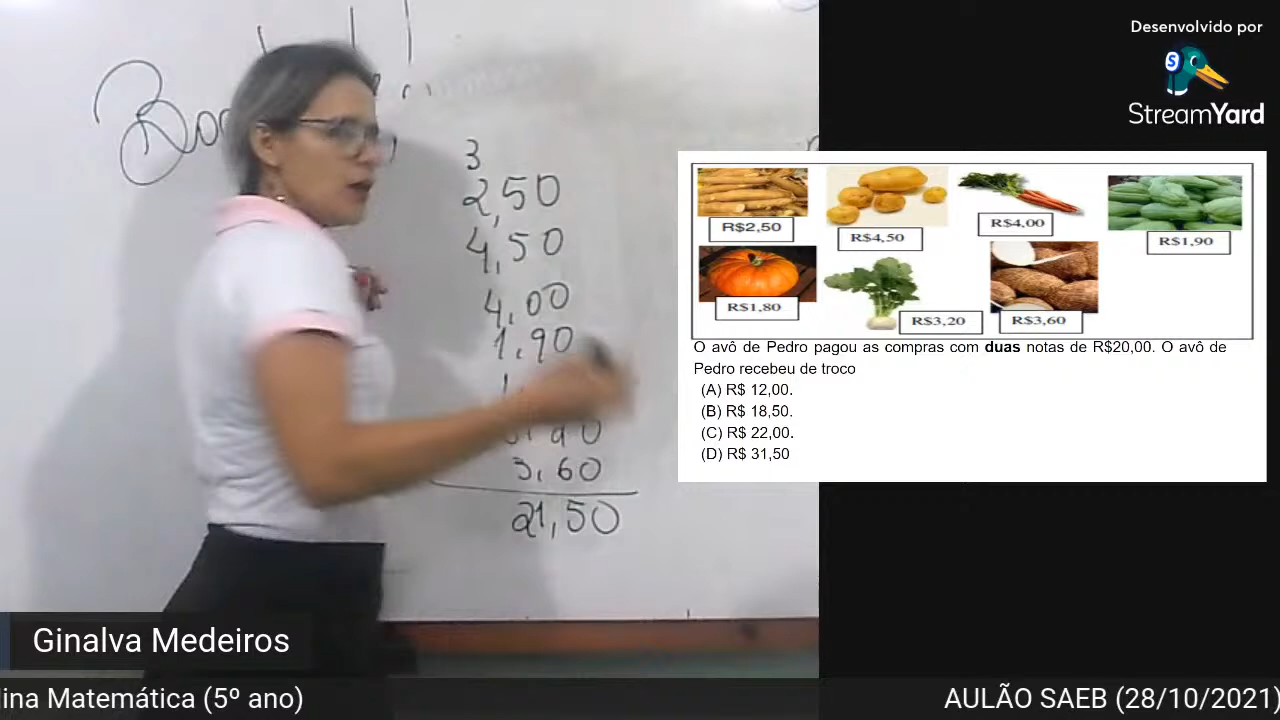 Desenvolvido por
StreamYard
3
2,50
4,50
4,00
1,90
3,60
21,50
R$2,50
R$4,50
R$4,00
R$1,90
R$1,80
R$3,20
R$3,60
O avô de Pedro pagou as compras com duas notas de R$20,00. O avô de
Pedro recebeu de troco
(A) R$ 12,00.
(B) R$ 18,50.
(C) R$ 22,00.
(D) R$ 31,50
Ginalva Medeiros
lina Matemática (5º ano)
AULÃO SAEB (28/10/2021)